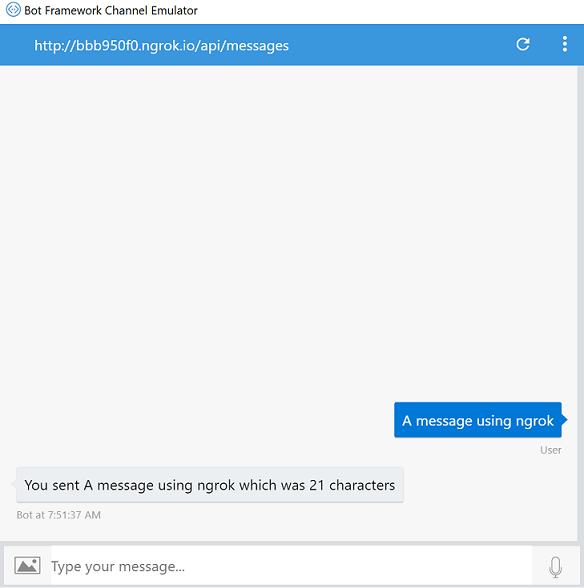 Bot Framework Channel Emulator
http://bbb950f0.ngrok.io/api/messages
A message using ngrok
User
You sent A message using ngrok which was 21 characters
Bot at 7:51:37 AM
Type your message...